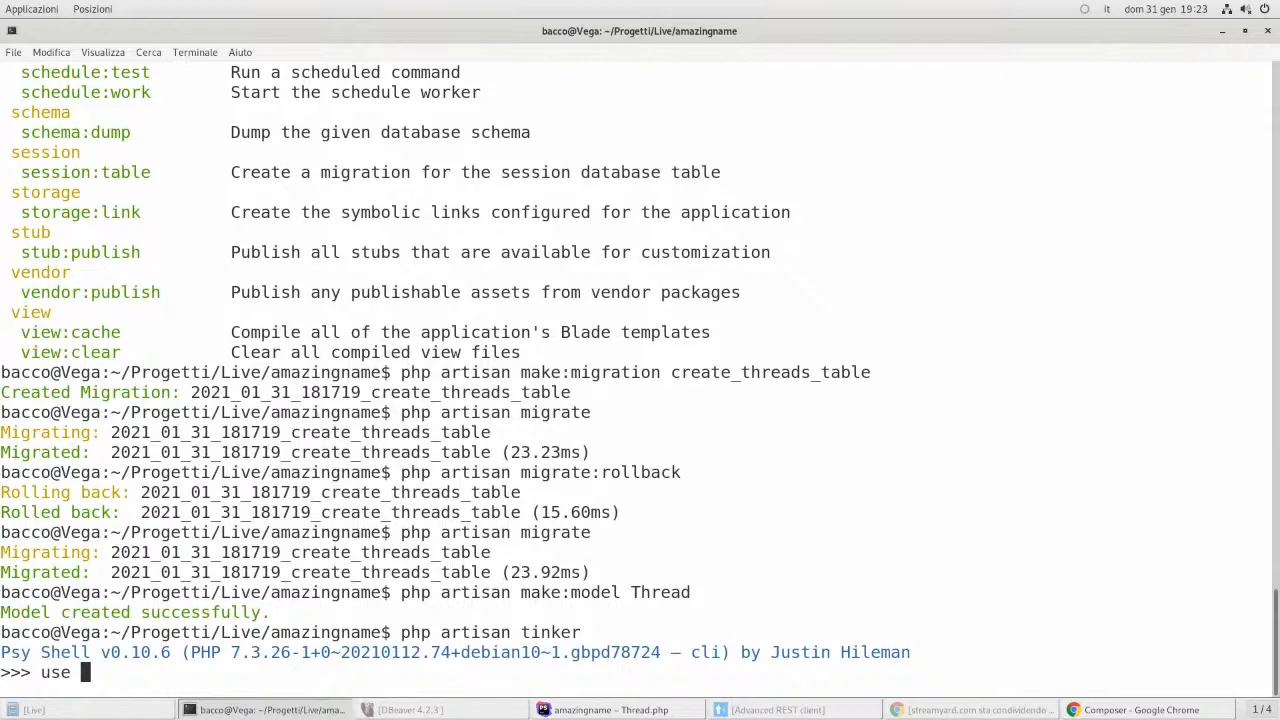 Applicazioni Posizioni it dom 31 gen 19:23
bacco@Vega: ~/Progetti/Live/amazingname
File Modifica Visualizza Cerca Terminale Aiuto
schedule:test Run a scheduled command
schedule:work Start the schedule worker
schema
schema:dump Dump the given database schema
session
session:table Create a migration for the session database table
storage
storage:link Create the symbolic links configured for the application
stub
stub:publish Publish all stubs that are available for customization
vendor
vendor:publish Publish any publishable assets from vendor packages
view
view:cache Compile all of the application's Blade templates
view:clear Clear all compiled view files
bacco@Vega:~/Progetti/Live/amazingname$ php artisan make:migration create_threads_table
Created Migration: 2021_01_31_181719_create_threads_table
bacco@Vega:~/Progetti/Live/amazingname$ php artisan migrate
Migrating: 2021_01_31_181719_create_threads_table
Migrated: 2021_01_31_181719_create_threads_table (23.23ms)
bacco@Vega:~/Progetti/Live/amazingname$ php artisan migrate:rollback
Rolling back: 2021_01_31_181719_create_threads_table
Rolled back: 2021_01_31_181719_create_threads_table (15.60ms)
bacco@Vega:~/Progetti/Live/amazingname$ php artisan migrate
Migrating: 2021_01_31_181719_create_threads_table
Migrated: 2021_01_31_181719_create_threads_table (23.92ms)
bacco@Vega:~/Progetti/Live/amazingname$ php artisan make:model Thread
Model created successfully.
bacco@Vega:~/Progetti/Live/amazingname$ php artisan tinker
Psy Shell v0.10.6 (PHP 7.3.26-1+0~20210112.74+debian10~1.gbpd78724 — cli) by Justin Hileman
>>> use
[Live] bacco@Vega: ~/Progetti/Live/ama... [DBeaver 4.2.3] amazingname – Thread.php [Advanced REST client] [streamyard.com sta condividendo ... Composer - Google Chrome 1 / 4